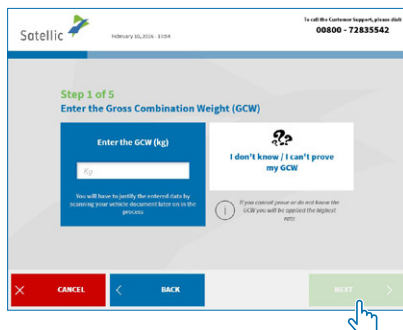 Satellic
February 10, 2016 - 13:54
To call the Customer Support, please dial:
00800 - 72835542
Step 1 of 5
Enter the Gross Combination Weight (GCW)
Enter the GCW (kg)
Kg
You will have to justify the entered data by
scanning your vehicle document later on in the
process
???
I don't know / I can't prove
my GCW
If you cannot prove or do not know the
GCW you will be applied the highest
rate
CANCEL
BACK
NEXT